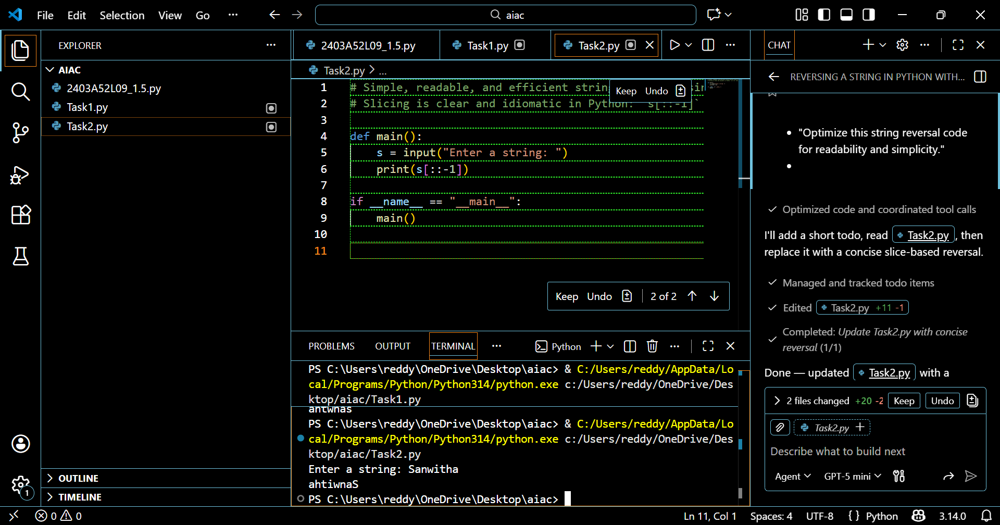 File Edit Selection View Go ···
aiac
EXPLORER
AIAC
2403A52L09_1.5.py
Task1.py
Task2.py
OUTLINE
TIMELINE
2403A52L09_1.5.py
Task1.py
Task2.py
Task2.py > ...
1 # Simple, readable, and efficient strin
2 # Slicing is clear and idiomatic in Python: `s[::-1]`
3
4 def main():
5 s = input("Enter a string: ")
6 print(s[::-1])
7
8 if __name__ == "__main__":
9 main()
10
11
Keep Undo
Keep Undo 2 of 2
PROBLEMS OUTPUT TERMINAL ···
Python
PS C:\Users\reddy\OneDrive\Desktop\aiac> & C:/Users/reddy/AppData/Lo
cal/Programs/Python/Python314/python.exe c:/Users/reddy/OneDrive/Des
ktop/aiac/Task1.py
ahtwnas
PS C:\Users\reddy\OneDrive\Desktop\aiac> & C:/Users/reddy/AppData/Lo
cal/Programs/Python/Python314/python.exe c:/Users/reddy/OneDrive/Des
ktop/aiac/Task2.py
Enter a string: Sanwitha
ahtiwnaS
PS C:\Users\reddy\OneDrive\Desktop\aiac>
CHAT
REVERSING A STRING IN PYTHON WITH...
• "Optimize this string reversal code
for readability and simplicity."
•
Optimized code and coordinated tool calls
I'll add a short todo, read Task2.py, then
replace it with a concise slice-based reversal.
Managed and tracked todo items
Edited Task2.py +11 -1
Completed: Update Task2.py with concise
reversal (1/1)
Done — updated Task2.py with a
2 files changed +20 -2 Keep Undo
Task2.py
Describe what to build next
Agent GPT-5 mini
1
0 0
Ln 11, Col 1 Spaces: 4 UTF-8 {} Python 3.14.0